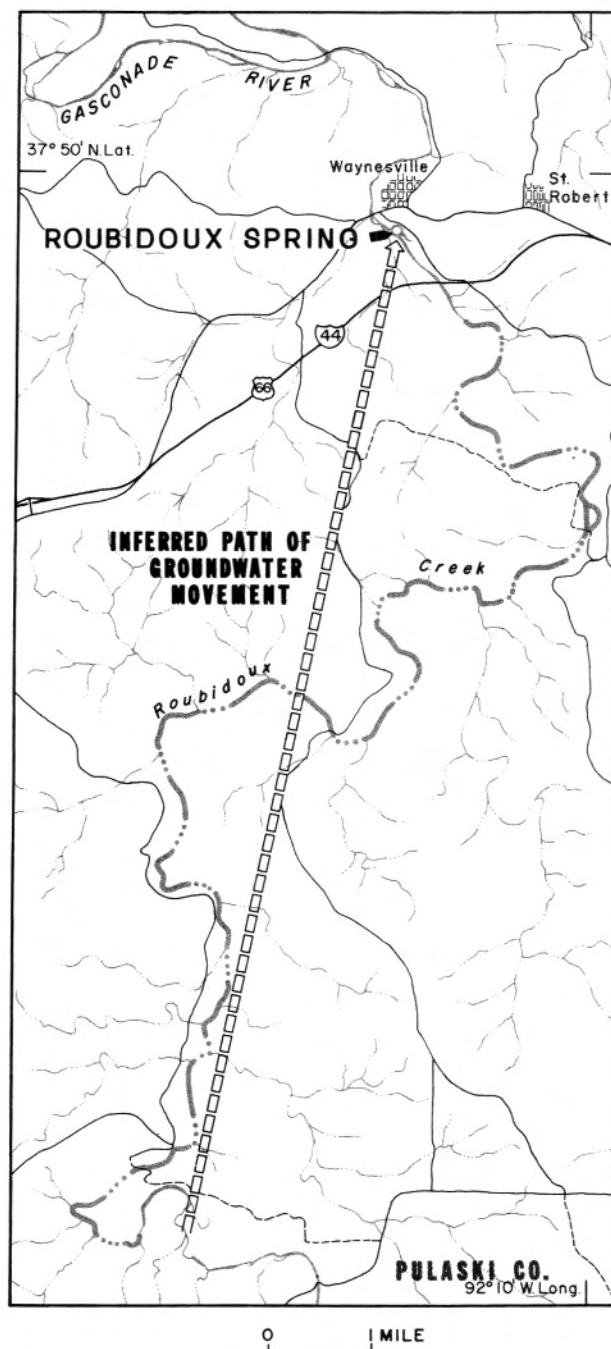 GASCONADE RIVER
37° 50' N. Lat.
Waynesville
St.
Robert
ROUBIDOUX SPRING
44
66
INFERRED PATH OF
GROUNDWATER
MOVEMENT
Creek
Roubidoux
PULASKI CO.
92° 10' W. Long.
0 1 MILE